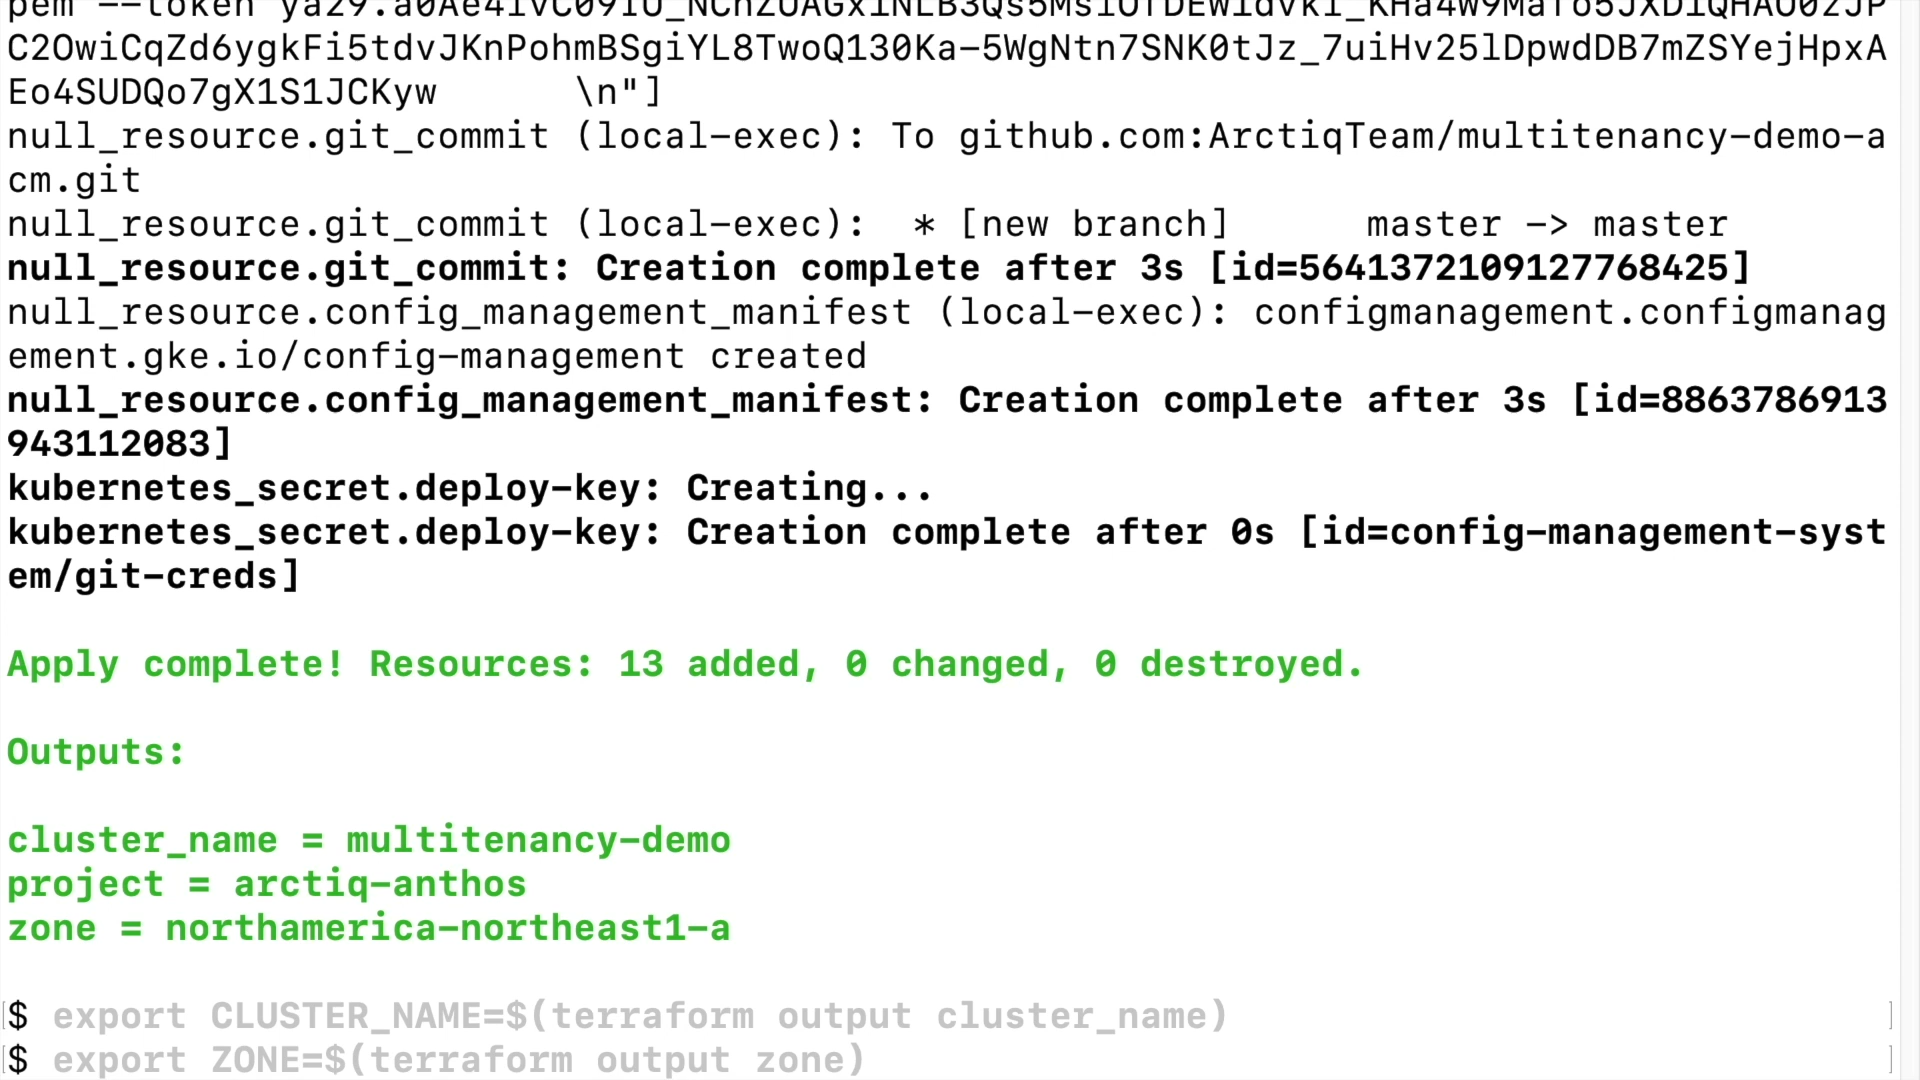 C2OwiCqZd6ygkFi5tdvJKnPohmBSgiYL8TwoQ130Ka-5WgNtn7SNK0tJz_7uiHv25lDpwdDB7mZSYejHpxA
Eo4SUDQo7gX1S1JCKyw      \n"]
null_resource.git_commit (local-exec): To github.com:ArctiqTeam/multitenancy-demo-a
cm.git
null_resource.git_commit (local-exec):  * [new branch]      master -> master
null_resource.git_commit: Creation complete after 3s [id=5641372109127768425]
null_resource.config_management_manifest (local-exec): configmanagement.configmanag
ement.gke.io/config-management created
null_resource.config_management_manifest: Creation complete after 3s [id=8863786913
943112083]
kubernetes_secret.deploy-key: Creating...
kubernetes_secret.deploy-key: Creation complete after 0s [id=config-management-syst
em/git-creds]
Apply complete! Resources: 13 added, 0 changed, 0 destroyed.
Outputs:
cluster_name = multitenancy-demo
project = arctiq-anthos
zone = northamerica-northeast1-a
$ export CLUSTER_NAME=$(terraform output cluster_name)
$ export ZONE=$(terraform output zone)